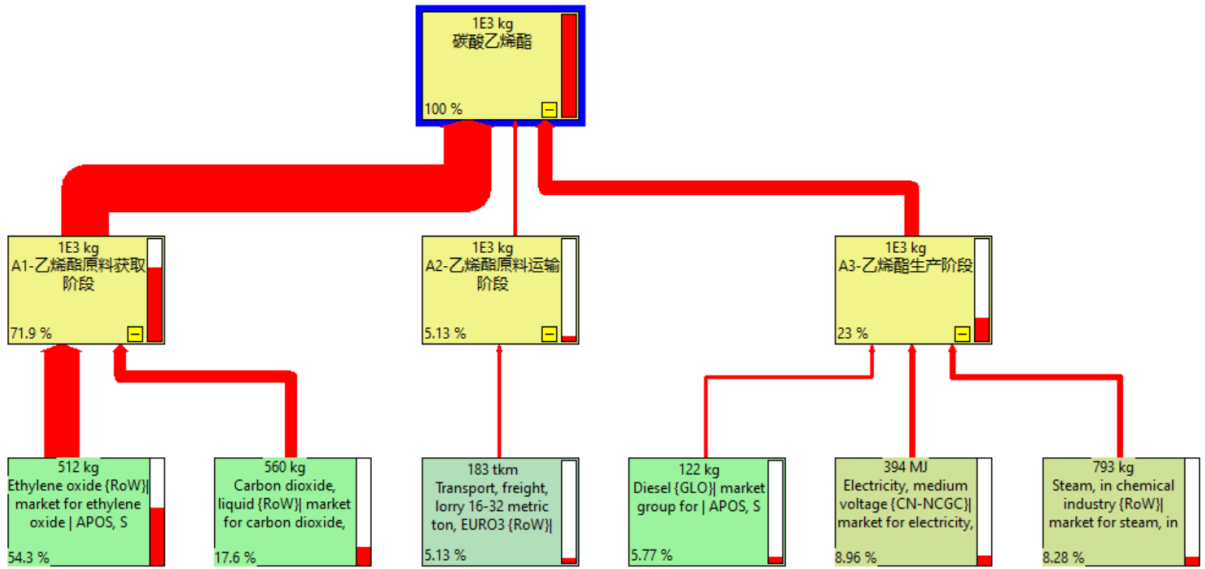 1E3 kg
碳酸乙烯酯
100 %
1E3 kg
A1-乙烯酯原料获取
阶段
71.9 %
1E3 kg
A2-乙烯酯原料运输
阶段
5.13 %
1E3 kg
A3-乙烯酯生产阶段
23 %
512 kg
Ethylene oxide {RoW}|
market for ethylene
oxide | APOS, S
54.3 %
560 kg
Carbon dioxide,
liquid {RoW}| market
for carbon dioxide,
17.6 %
183 tkm
Transport, freight,
lorry 16-32 metric
ton, EURO3 {RoW}|
5.13 %
122 kg
Diesel {GLO}| market
group for | APOS, S
5.77 %
394 MJ
Electricity, medium
voltage {CN-NCGC}|
market for electricity,
8.96 %
793 kg
Steam, in chemical
industry {RoW}|
market for steam, in
8.28 %